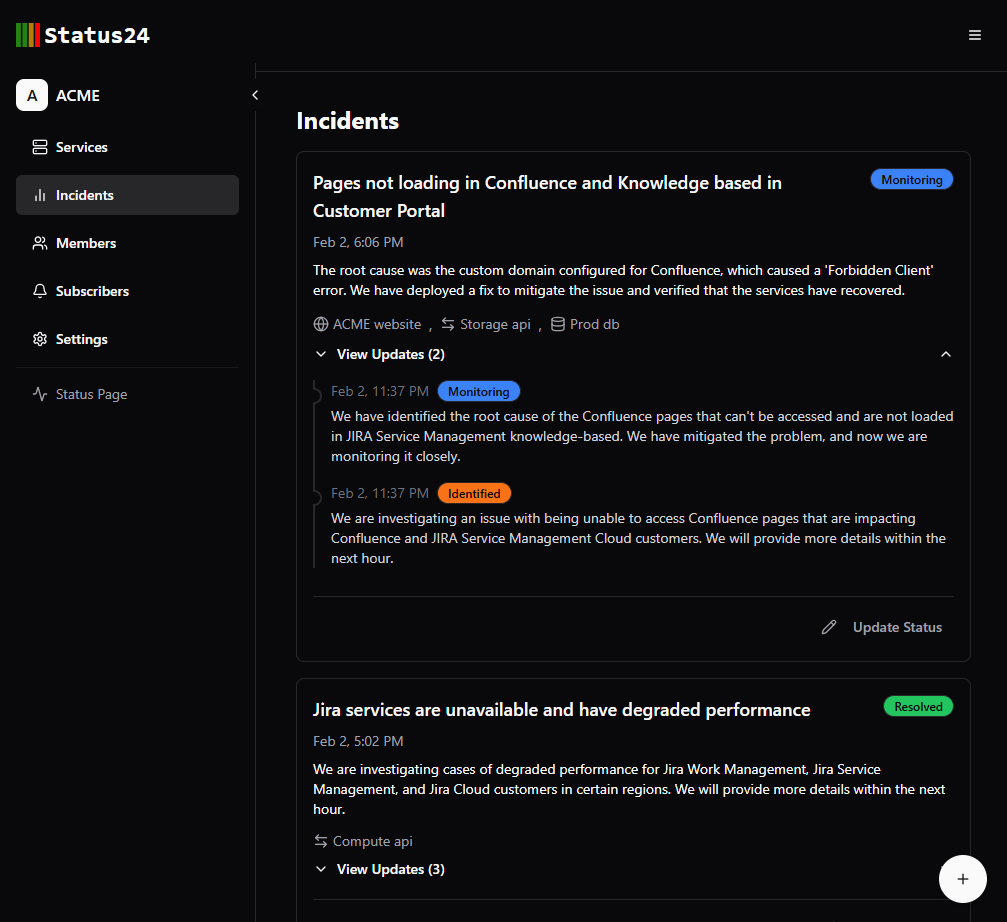 Status24
A ACME
Services
Incidents
Members
Subscribers
Settings
Status Page
Incidents
Pages not loading in Confluence and Knowledge based in
Customer Portal
Monitoring
Feb 2, 6:06 PM
The root cause was the custom domain configured for Confluence, which caused a 'Forbidden Client'
error. We have deployed a fix to mitigate the issue and verified that the services have recovered.
ACME website , Storage api , Prod db
View Updates (2)
Feb 2, 11:37 PM Monitoring
We have identified the root cause of the Confluence pages that can't be accessed and are not loaded
in JIRA Service Management knowledge-based. We have mitigated the problem, and now we are
monitoring it closely.
Feb 2, 11:37 PM Identified
We are investigating an issue with being unable to access Confluence pages that are impacting
Confluence and JIRA Service Management Cloud customers. We will provide more details within the
next hour.
Update Status
Jira services are unavailable and have degraded performance
Resolved
Feb 2, 5:02 PM
We are investigating cases of degraded performance for Jira Work Management, Jira Service
Management, and Jira Cloud customers in certain regions. We will provide more details within the next
hour.
Compute api
View Updates (3)